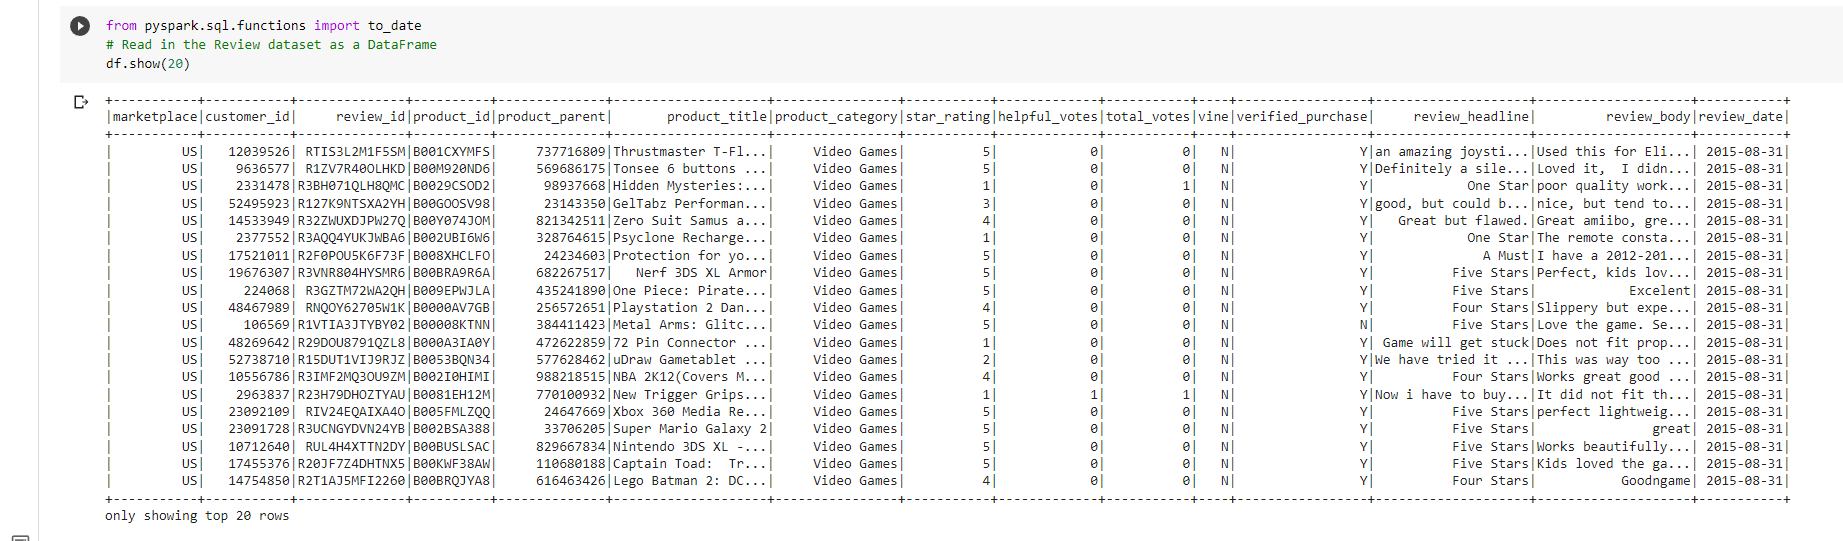 from pyspark.sql.functions import to_date
# Read in the Review dataset as a DataFrame
df.show(20)
+-----------+-----------+--------------+----------+--------------+--------------------+----------------+-----------+-------------+-----------+----+-----------------+--------------------+--------------------+-----------+
|marketplace|customer_id|     review_id|product_id|product_parent|       product_title|product_category|star_rating|helpful_votes|total_votes|vine|verified_purchase|     review_headline|         review_body|review_date|
+-----------+-----------+--------------+----------+--------------+--------------------+----------------+-----------+-------------+-----------+----+-----------------+--------------------+--------------------+-----------+
|         US|   12039526| RTIS3L2M1F5SM|B001CXYMFS|     737716809|Thrustmaster T-Fl...|     Video Games|          5|            0|          0|   N|                Y|an amazing joysti...|Used this for Eli...| 2015-08-31|
|         US|    9636577| R1ZV7R40OLHKD|B00M920ND6|     569686175|Tonsee 6 buttons ...|     Video Games|          5|            0|          0|   N|                Y|Definitely a sile...|Loved it,  I didn...| 2015-08-31|
|         US|    2331478|R3BH071QLH8QMC|B0029CSOD2|      98937668|Hidden Mysteries:...|     Video Games|          1|            0|          1|   N|                Y|            One Star|poor quality work...| 2015-08-31|
|         US|   52495923|R127K9NTSXA2YH|B00GOOSV98|      23143350|GelTabz Performan...|     Video Games|          3|            0|          0|   N|                Y|good, but could b...|nice, but tend to...| 2015-08-31|
|         US|   14533949|R32ZWUXDJPW27Q|B00Y074JOM|     821342511|Zero Suit Samus a...|     Video Games|          4|            0|          0|   N|                Y|   Great but flawed.|Great amiibo, gre...| 2015-08-31|
|         US|    2377552|R3AQQ4YUKJWBA6|B002UBI6W6|     328764615|Psyclone Recharge...|     Video Games|          1|            0|          0|   N|                Y|            One Star|The remote consta...| 2015-08-31|
|         US|   17521011|R2F0POU5K6F73F|B008XHCLFO|      24234603|Protection for yo...|     Video Games|          5|            0|          0|   N|                Y|              A Must|I have a 2012-201...| 2015-08-31|
|         US|   19676307|R3VNR804HYSMR6|B00BRA9R6A|     682267517|   Nerf 3DS XL Armor|     Video Games|          5|            0|          0|   N|                Y|          Five Stars|Perfect, kids lov...| 2015-08-31|
|         US|     224068|R3GZTM72WA2QH|B009EPWJLA|     435241890|One Piece: Pirate...|     Video Games|          5|            0|          0|   N|                Y|          Five Stars|            Excelent| 2015-08-31|
|         US|   48467989| RNQOY62705W1K|B0000AV7GB|     256572651|Playstation 2 Dan...|     Video Games|          4|            0|          0|   N|                Y|          Four Stars|Slippery but expe...| 2015-08-31|
|         US|     106569|R1VTIA3JTYBY02|B00008KTNN|     384411423|Metal Arms: Glitc...|     Video Games|          5|            0|          0|   N|                N|          Five Stars|Love the game. Se...| 2015-08-31|
|         US|   48269642|R29DOU8791QZL8|B000A3IA0Y|     472622859|72 Pin Connector ...|     Video Games|          1|            0|          0|   N|                Y| Game will get stuck|Does not fit prop...| 2015-08-31|
|         US|   52738710|R15DUT1VIJ9RJZ|B0053BQN34|     577628462|uDraw Gametablet ...|     Video Games|          2|            0|          0|   N|                Y|We have tried it ...|This was way too ...| 2015-08-31|
|         US|   10556786|R3IMF2MQ3OU9ZM|B002I0HIMI|     988218515|NBA 2K12(Covers M...|     Video Games|          4|            0|          0|   N|                Y|          Four Stars|Works great good ...| 2015-08-31|
|         US|    2963837|R23H79DHOZTYAU|B0081EH12M|     770100932|New Trigger Grips...|     Video Games|          1|            1|          1|   N|                Y|Now i have to buy...|It did not fit th...| 2015-08-31|
|         US|   23092109| RIV24EQAIXA4O|B005FMLZQQ|      24647669|Xbox 360 Media Re...|     Video Games|          5|            0|          0|   N|                Y|          Five Stars|perfect lightweig...| 2015-08-31|
|         US|   23091728|R3UCNGYDVN24YB|B002BSA388|      33706205|Super Mario Galaxy 2|     Video Games|          5|            0|          0|   N|                Y|          Five Stars|               great| 2015-08-31|
|         US|   10712640| RUL4H4XTTN2DY|B00BUSLSAC|     829667834|Nintendo 3DS XL -...|     Video Games|          5|            0|          0|   N|                Y|          Five Stars|Works beautifully...| 2015-08-31|
|         US|   17455376|R20JF7Z4DHTNX5|B00KWF38AW|     110680188|Captain Toad:  Tr...|     Video Games|          5|            0|          0|   N|                Y|          Five Stars|Kids loved the ga...| 2015-08-31|
|         US|   14754850|R2T1AJ5MFI2260|B00BRQJYA8|     616463426|Lego Batman 2: DC...|     Video Games|          4|            0|          0|   N|                Y|          Four Stars|            Goodngame| 2015-08-31|
+-----------+-----------+--------------+----------+--------------+--------------------+----------------+-----------+-------------+-----------+----+-----------------+--------------------+--------------------+-----------+
only showing top 20 rows